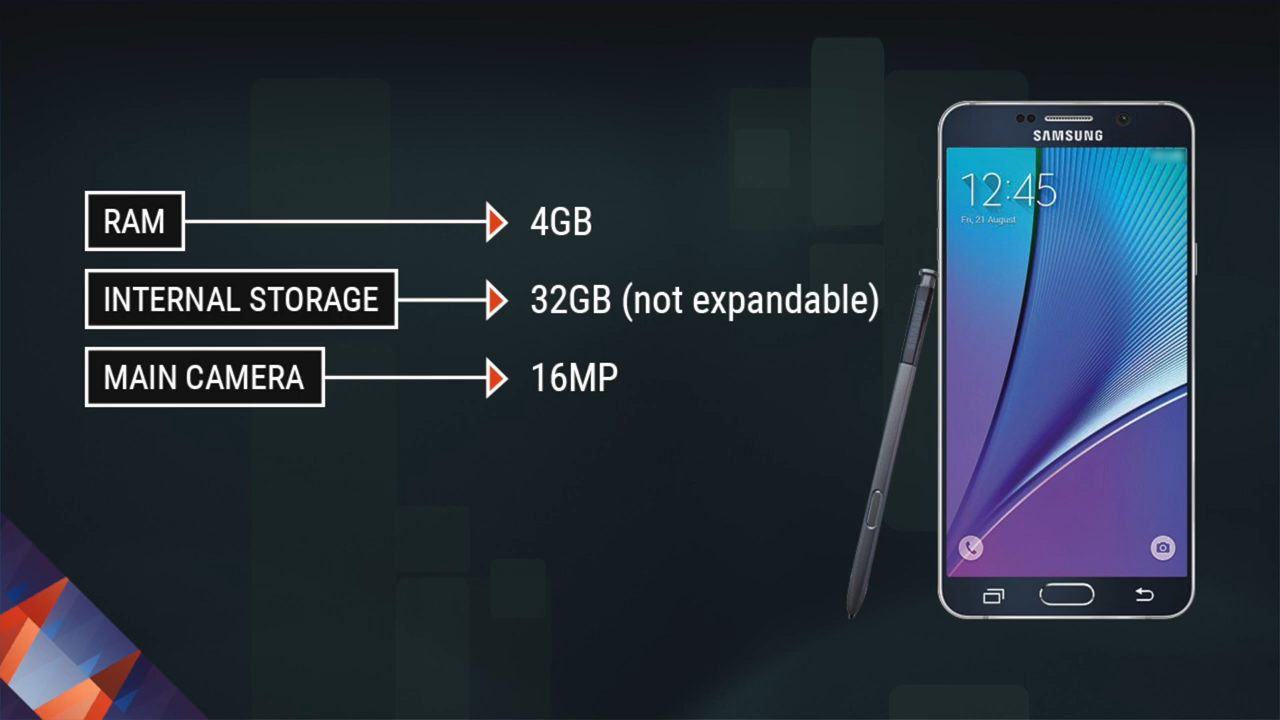 RAM
4GB
INTERNAL STORAGE
32GB (not expandable)
MAIN CAMERA
16MP
SAMSUNG
12:45
Fri, 21 August